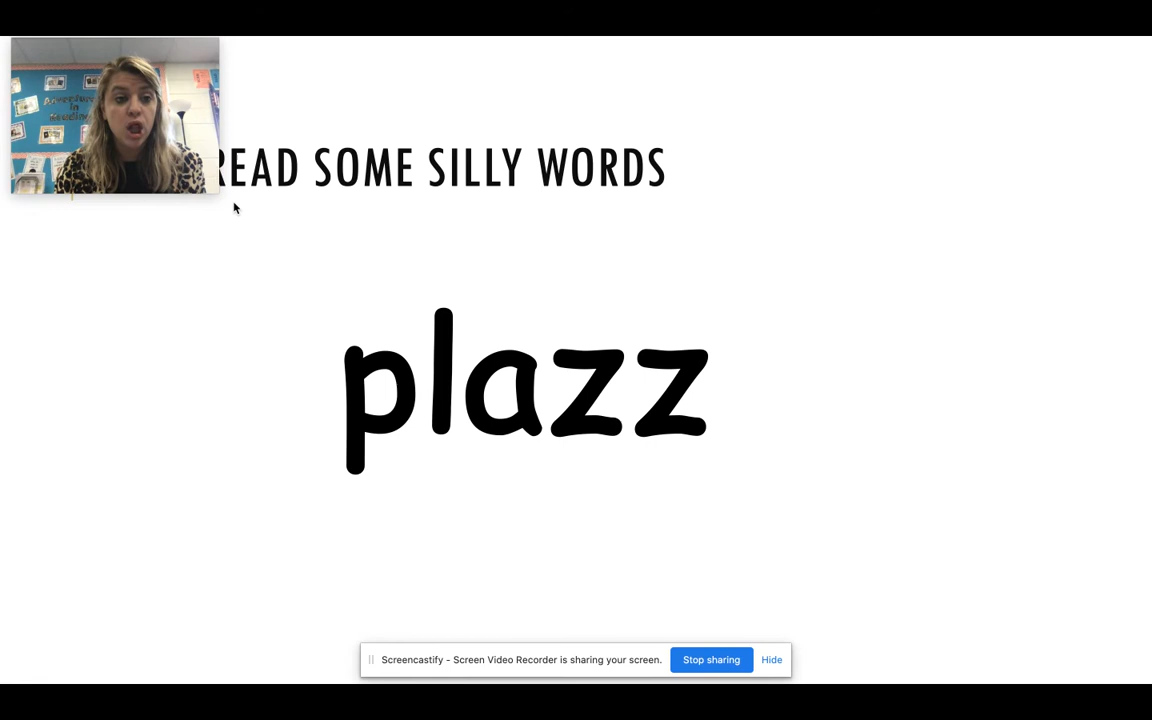 READ SOME SILLY WORDS
plazz
Screencastify - Screen Video Recorder is sharing your screen.
Stop sharing
Hide